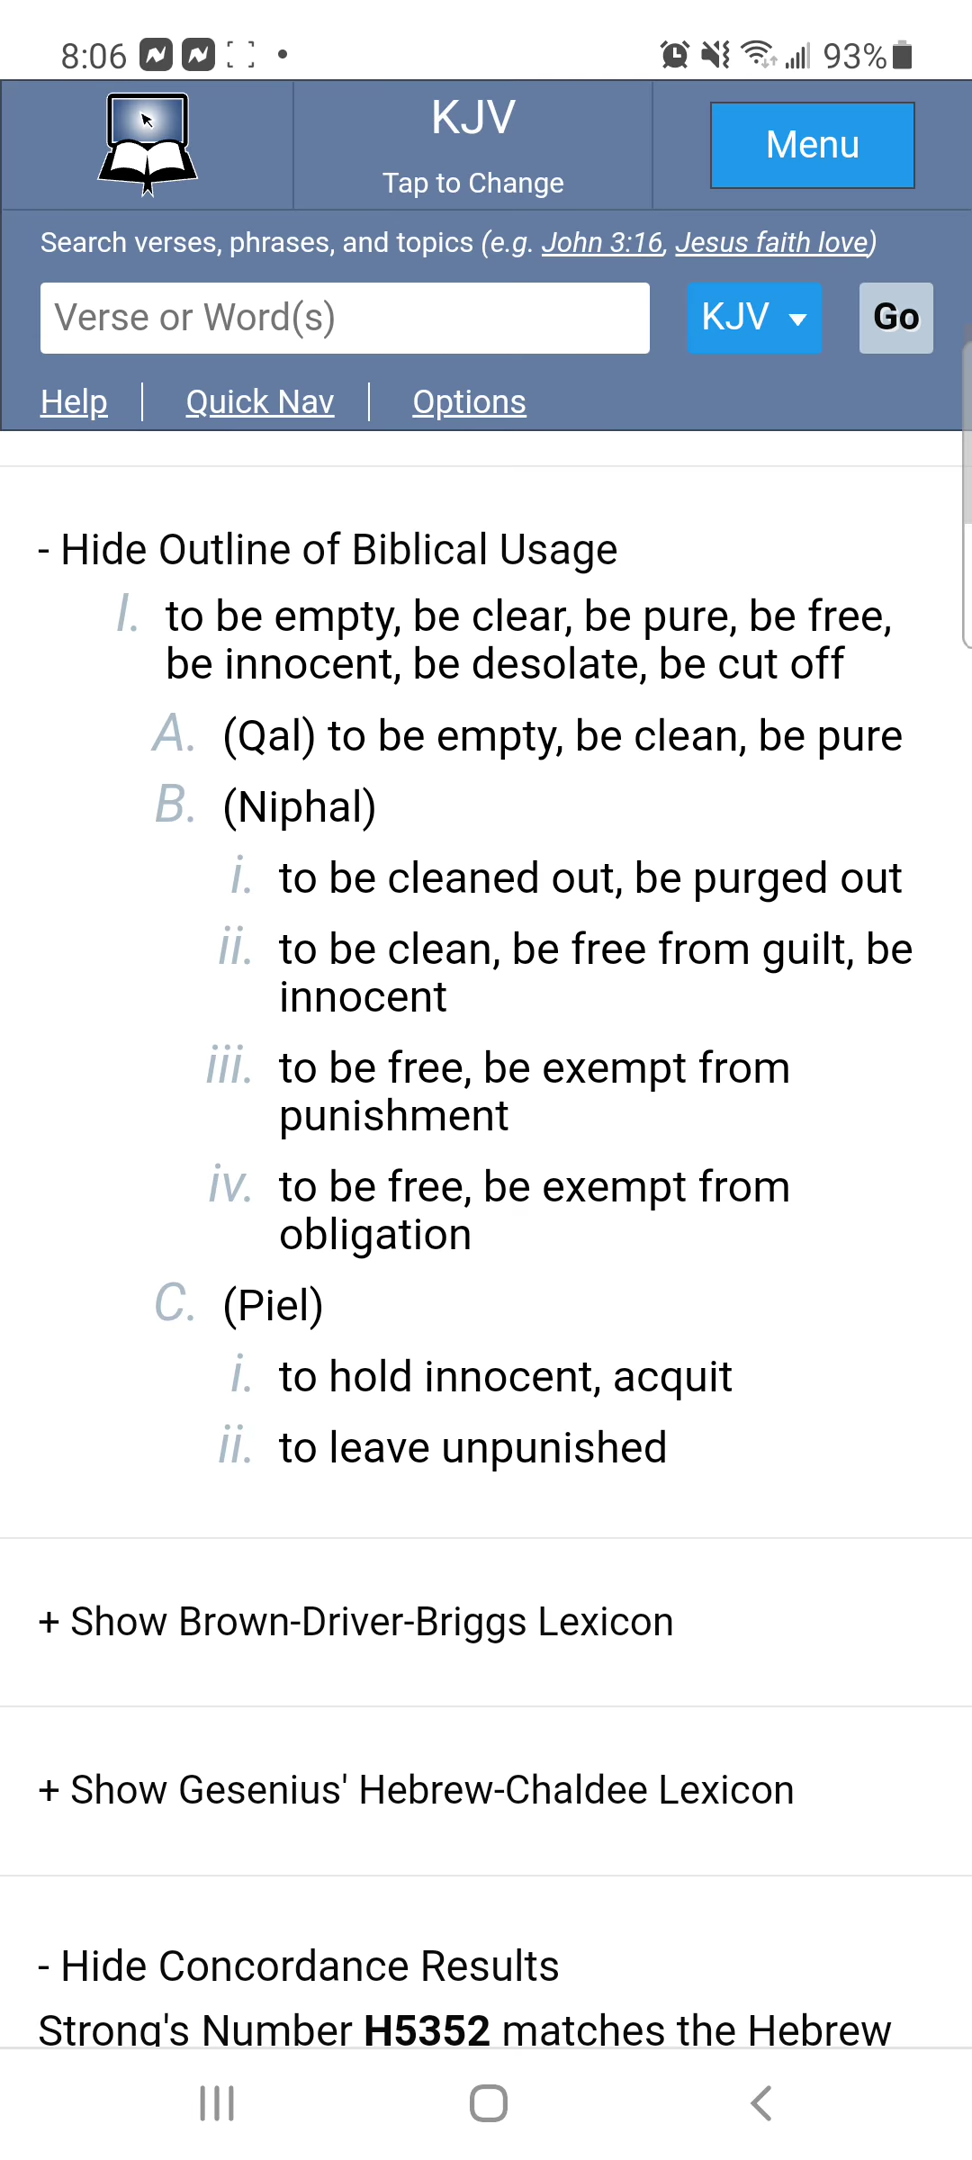 8:06 93%
KJV
Tap to Change
Menu
Search verses, phrases, and topics (e.g. John 3:16, Jesus faith love)
Verse or Word(s)
KJV
Go
Help
Quick Nav
Options
- Hide Outline of Biblical Usage
I. to be empty, be clear, be pure, be free,
be innocent, be desolate, be cut off
A. (Qal) to be empty, be clean, be pure
B. (Niphal)
i. to be cleaned out, be purged out
ii. to be clean, be free from guilt, be
innocent
iii. to be free, be exempt from
punishment
iv. to be free, be exempt from
obligation
C. (Piel)
i. to hold innocent, acquit
ii. to leave unpunished
+ Show Brown-Driver-Briggs Lexicon
+ Show Gesenius' Hebrew-Chaldee Lexicon
- Hide Concordance Results
Strong's Number H5352 matches the Hebrew